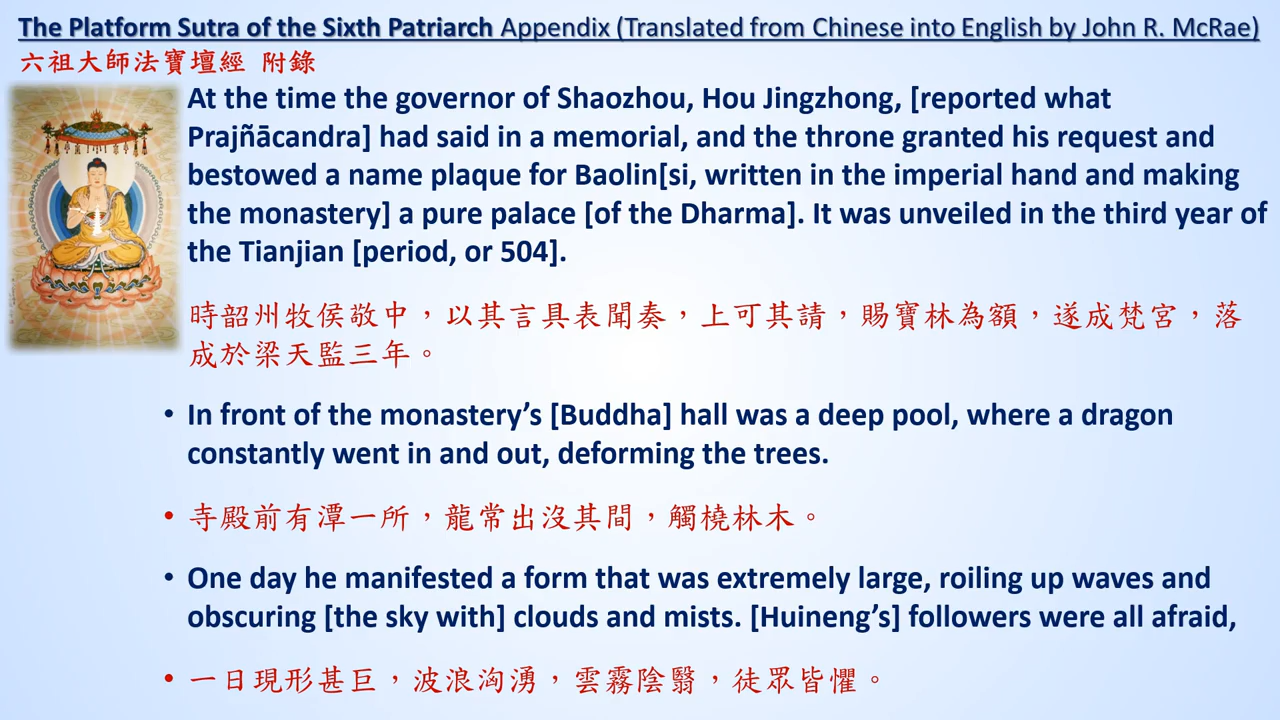 The Platform Sutra of the Sixth Patriarch Appendix (Translated from Chinese into English by John R. McRae)
六祖大師法寶壇經 附錄
At the time the governor of Shaozhou, Hou Jingzhong, [reported what
Prajñācandra] had said in a memorial, and the throne granted his request and
bestowed a name plaque for Baolin[si, written in the imperial hand and making
the monastery] a pure palace [of the Dharma]. It was unveiled in the third year of
the Tianjian [period, or 504].
時韶州牧侯敬中，以其言具表聞奏，上可其請，賜寶林為額，遂成梵宮，落
成於梁天監三年。
• In front of the monastery’s [Buddha] hall was a deep pool, where a dragon
constantly went in and out, deforming the trees.
• 寺殿前有潭一所，龍常出沒其間，觸橈林木。
• One day he manifested a form that was extremely large, roiling up waves and
obscuring [the sky with] clouds and mists. [Huineng’s] followers were all afraid,
• 一日現形甚巨，波浪洶湧，雲霧陰翳，徒眾皆懼。